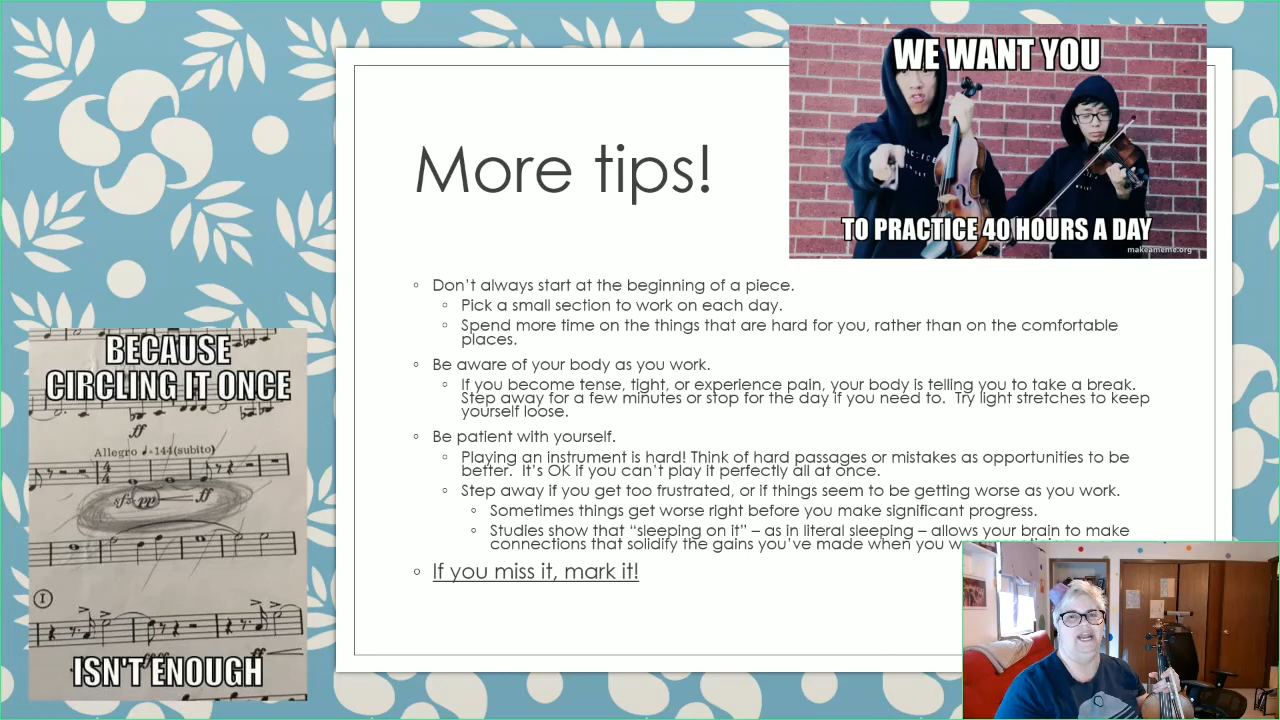 WE WANT YOU
TO PRACTICE 40 HOURS A DAY
makeameme.org
More tips!
Don't always start at the beginning of a piece.
Pick a small section to work on each day.
Spend more time on the things that are hard for you, rather than on the comfortable
places.
Be aware of your body as you work.
If you become tense, tight, or experience pain, your body is telling you to take a break.
Step away for a few minutes or stop for the day if you need to. Try light stretches to keep
yourself loose.
Be patient with yourself.
Playing an instrument is hard! Think of hard passages or mistakes as opportunities to be
better. It's OK if you can't play it perfectly all at once.
Step away if you get too frustrated, or if things seem to be getting worse as you work.
Sometimes things get worse right before you make significant progress.
Studies show that "sleeping on it" – as in literal sleeping – allows your brain to make
connections that solidify the gains you've made when you
If you miss it, mark it!
BECAUSE
CIRCLING IT ONCE
ff
Allegro ♩=144(subito)
ff
I
ISN'T ENOUGH